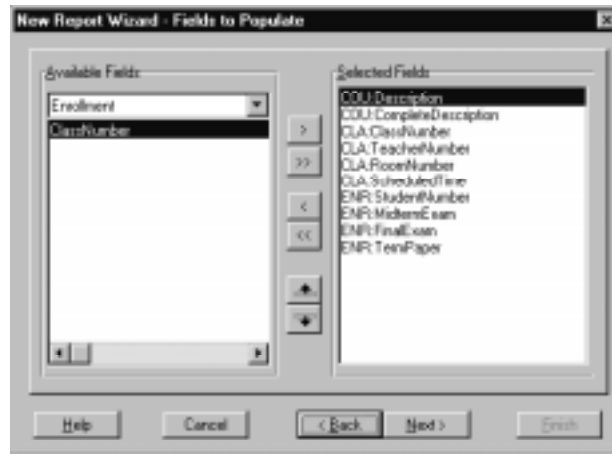 New Report Wizard - Fields to Populate
Available Fields
Enrollment
ClassNumber
>
>>
<
<<
Selected Fields
COU:Description
COU:CompleteDescription
CLA:ClassNumber
CLA:TeacherNumber
CLA:RoomNumber
CLA:ScheduledTime
ENR:StudentNumber
ENR:MidtermExam
ENR:FinalExam
ENR:TermPaper
Help
Cancel
< Back
Next >
Finish